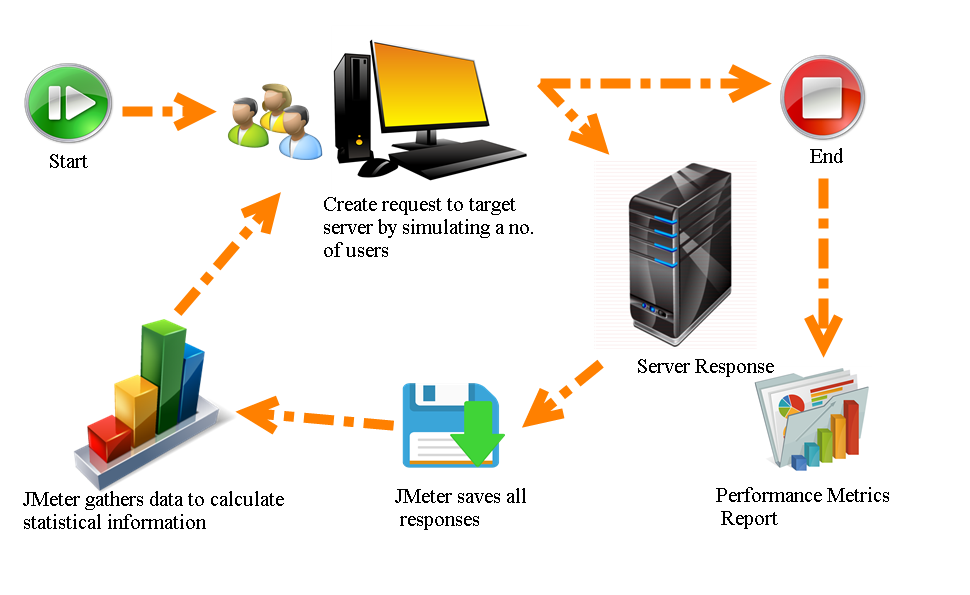 Start
End
Create request to target
server by simulating a no.
of users
Server Response
JMeter gathers data to calculate
statistical information
JMeter saves all
responses
Performance Metrics
Report